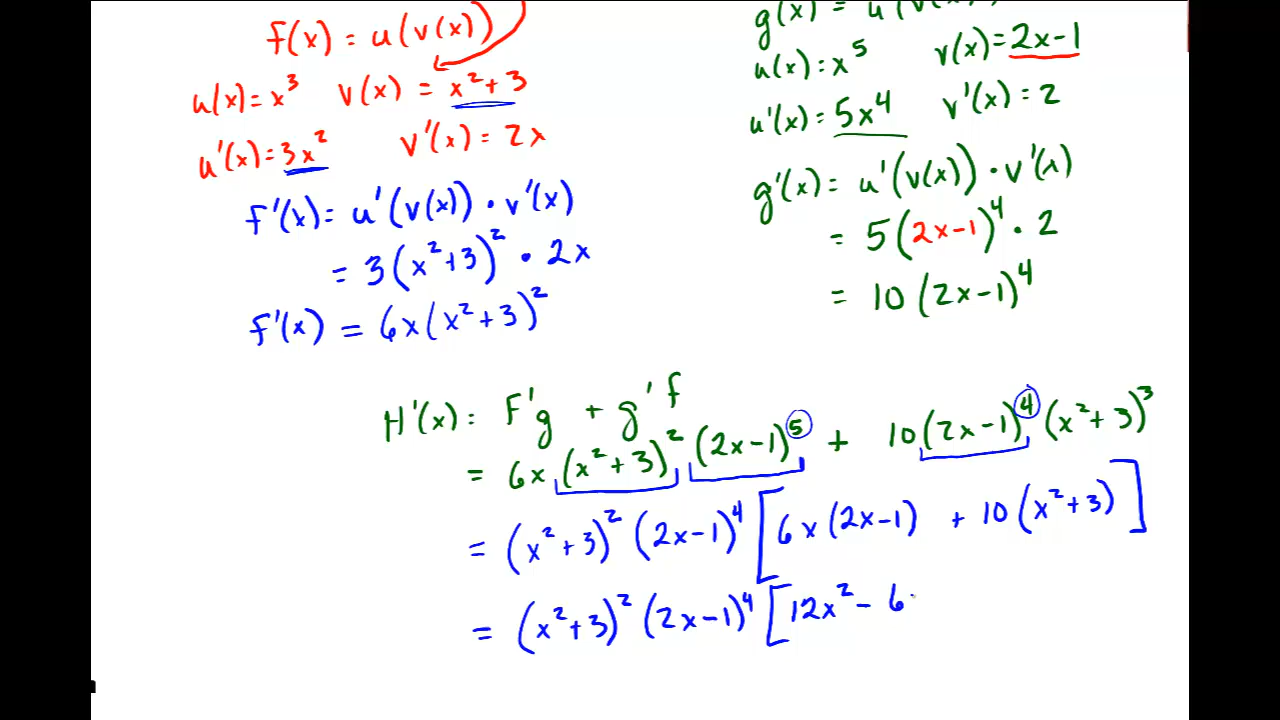 f(x) = u(v(x))
u(x) = x³ v(x) = x² + 3
u'(x) = 3x² v'(x) = 2x
f'(x) = u'(v(x)) · v'(x)
= 3(x² + 3)² · 2x
f'(x) = 6x(x² + 3)²
g(x) = u(v(x)
u(x) = x⁵ v(x) = 2x-1
u'(x) = 5x⁴ v'(x) = 2
g'(x) = u'(v(x)) · v'(x)
= 5(2x-1)⁴ · 2
= 10(2x-1)⁴
H'(x) = F'g + g'f
= 6x(x² + 3)²(2x-1)⁵ + 10(2x-1)⁴(x² + 3)³
= (x² + 3)²(2x-1)⁴[6x(2x-1) + 10(x² + 3)]
= (x² + 3)²(2x-1)⁴[12x² - 6